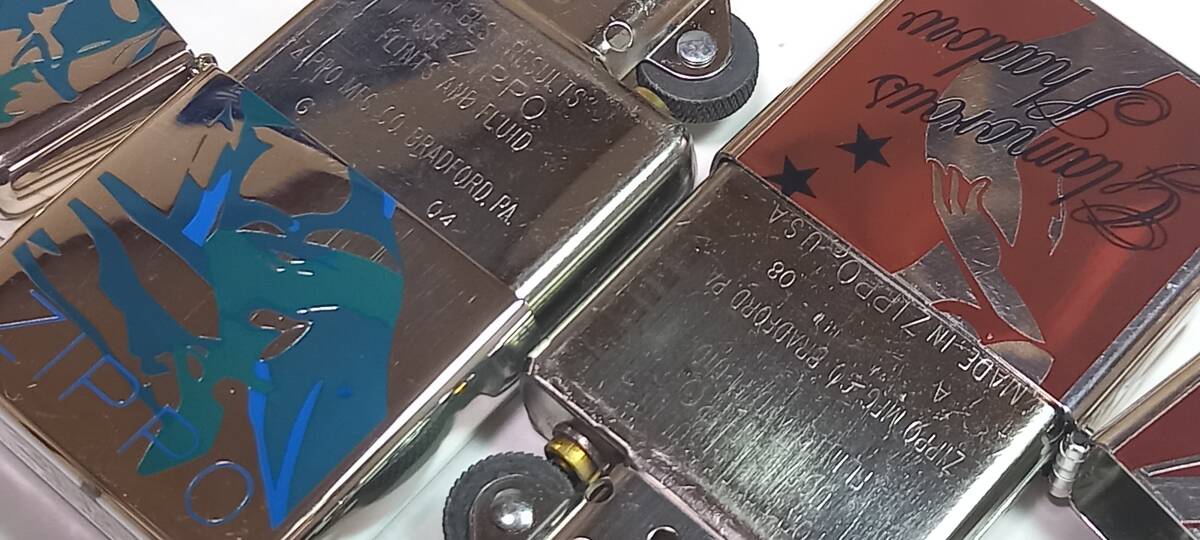 FOR BEST RESULTS
USE ZIPPO
FLINTS AND FLUID
ZIPPO MFG. CO. BRADFORD, PA.
G 04
ZIPPO
Glamorous
Shadow
MADE IN U.S.A
ZIPPO
ZIPPO MFG. CO. BRADFORD PA.
A 08